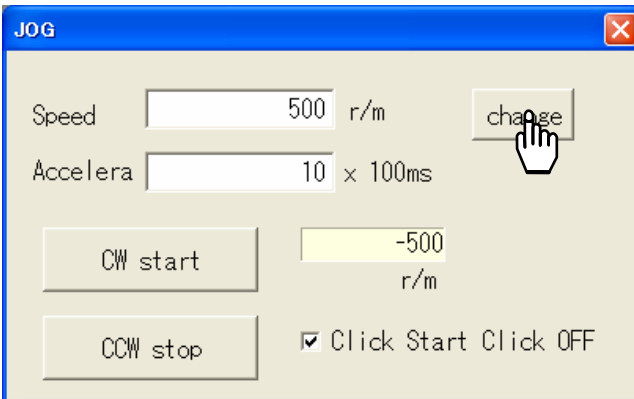 JOG
Speed 500 r/m change
Accelera 10 x 100ms
CW start -500
r/m
CCW stop Click Start Click OFF